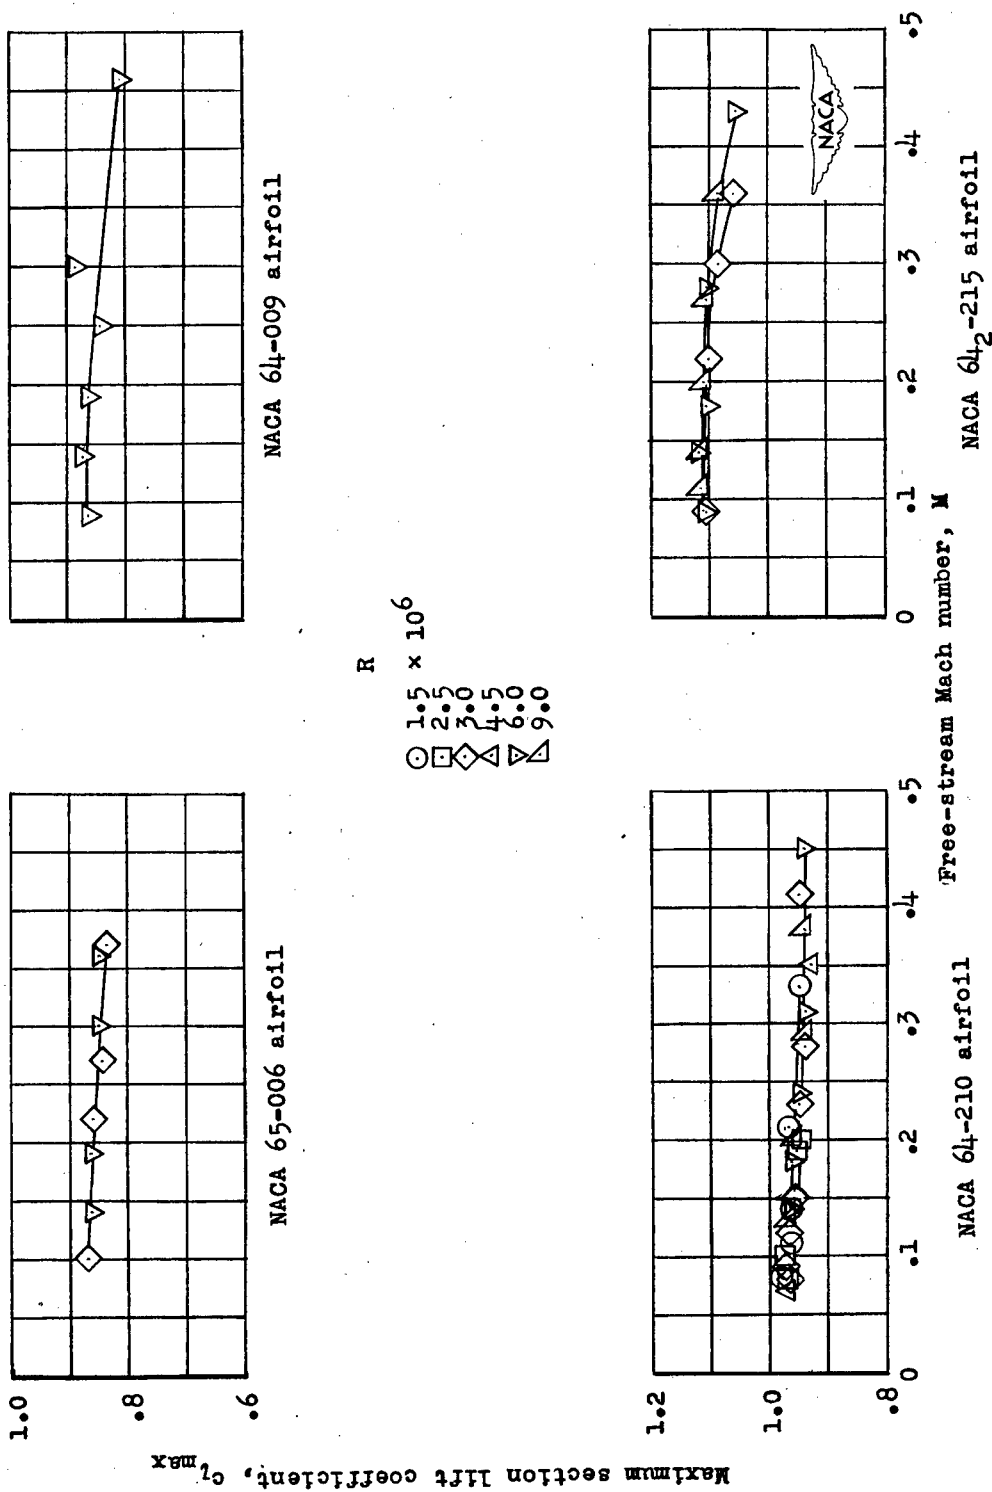 Maximum section lift coefficient, c_l max
1.0
.8
.6
NACA 65-006 airfoil
NACA 64-009 airfoil
R
1.5 × 10⁶
2.5
3.0
4.5
6.0
9.0
1.2
1.0
.8
0
.1
.2
.3
.4
.5
0
.1
.2
.3
.4
.5
NACA
Free-stream Mach number, M
NACA 64-210 airfoil
NACA 64₂-215 airfoil